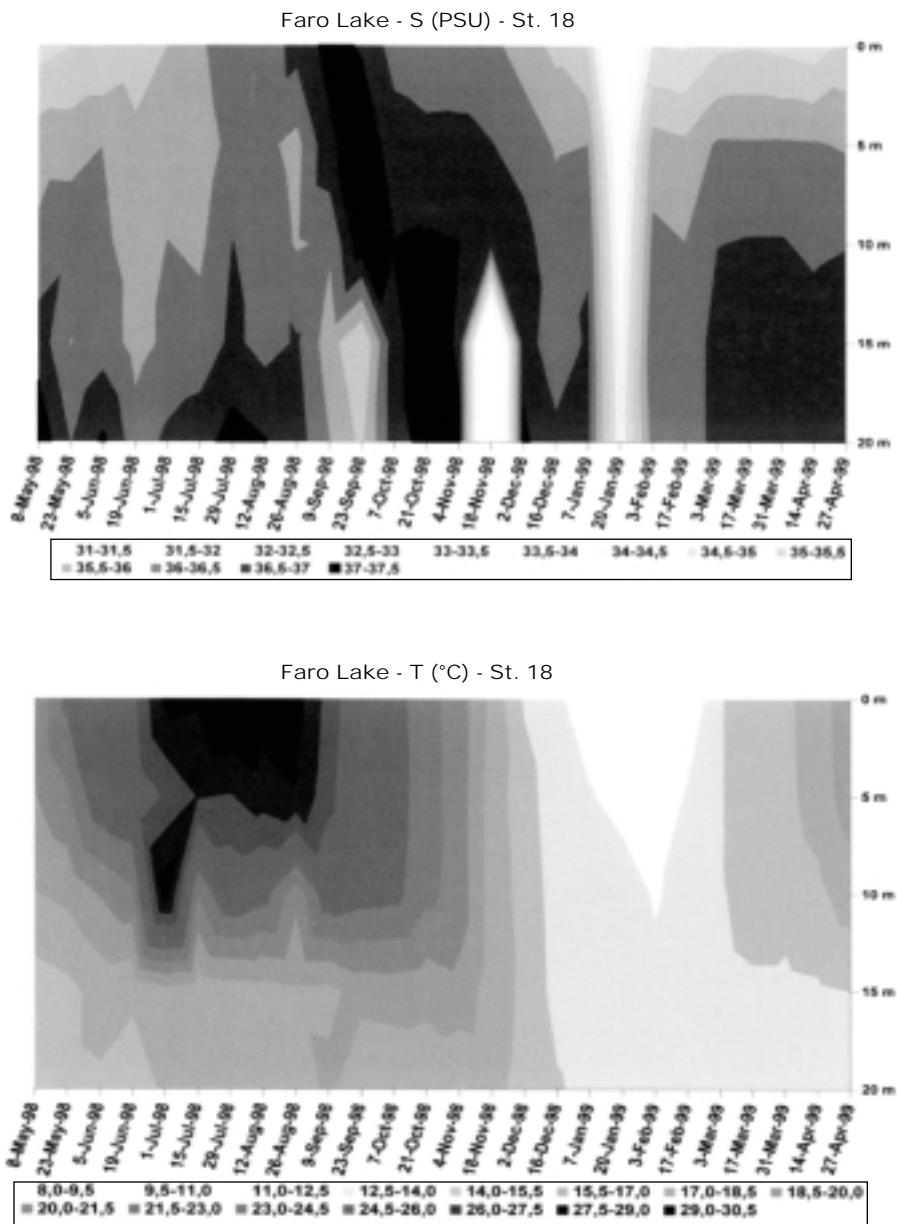 Faro Lake - S (PSU) - St. 18
0 m
5 m
10 m
15 m
20 m
8-May-98 23-May-98 5-Jun-98 19-Jun-98 1-Jul-98 15-Jul-98 29-Jul-98 12-Aug-98 26-Aug-98 9-Sep-98 23-Sep-98 7-Oct-98 21-Oct-98 4-Nov-98 18-Nov-98 2-Dec-98 16-Dec-98 7-Jan-99 20-Jan-99 3-Feb-99 17-Feb-99 3-Mar-99 17-Mar-99 31-Mar-99 14-Apr-99 27-Apr-99
31-31,5 31,5-32 32-32,5 32,5-33 33-33,5 33,5-34 34-34,5 34,5-35 35-35,5
35,5-36 36-36,5 36,5-37 37-37,5
Faro Lake - T (°C) - St. 18
0 m
5 m
10 m
15 m
20 m
8-May-98 23-May-98 5-Jun-98 19-Jun-98 1-Jul-98 15-Jul-98 29-Jul-98 12-Aug-98 26-Aug-98 9-Sep-98 23-Sep-98 7-Oct-98 21-Oct-98 4-Nov-98 18-Nov-98 2-Dec-98 16-Dec-98 7-Jan-99 20-Jan-99 3-Feb-99 17-Feb-99 3-Mar-99 17-Mar-99 31-Mar-99 14-Apr-99 27-Apr-99
8,0-9,5 9,5-11,0 11,0-12,5 12,5-14,0 14,0-15,5 15,5-17,0 17,0-18,5 18,5-20,0
20,0-21,5 21,5-23,0 23,0-24,5 24,5-26,0 26,0-27,5 27,5-29,0 29,0-30,5